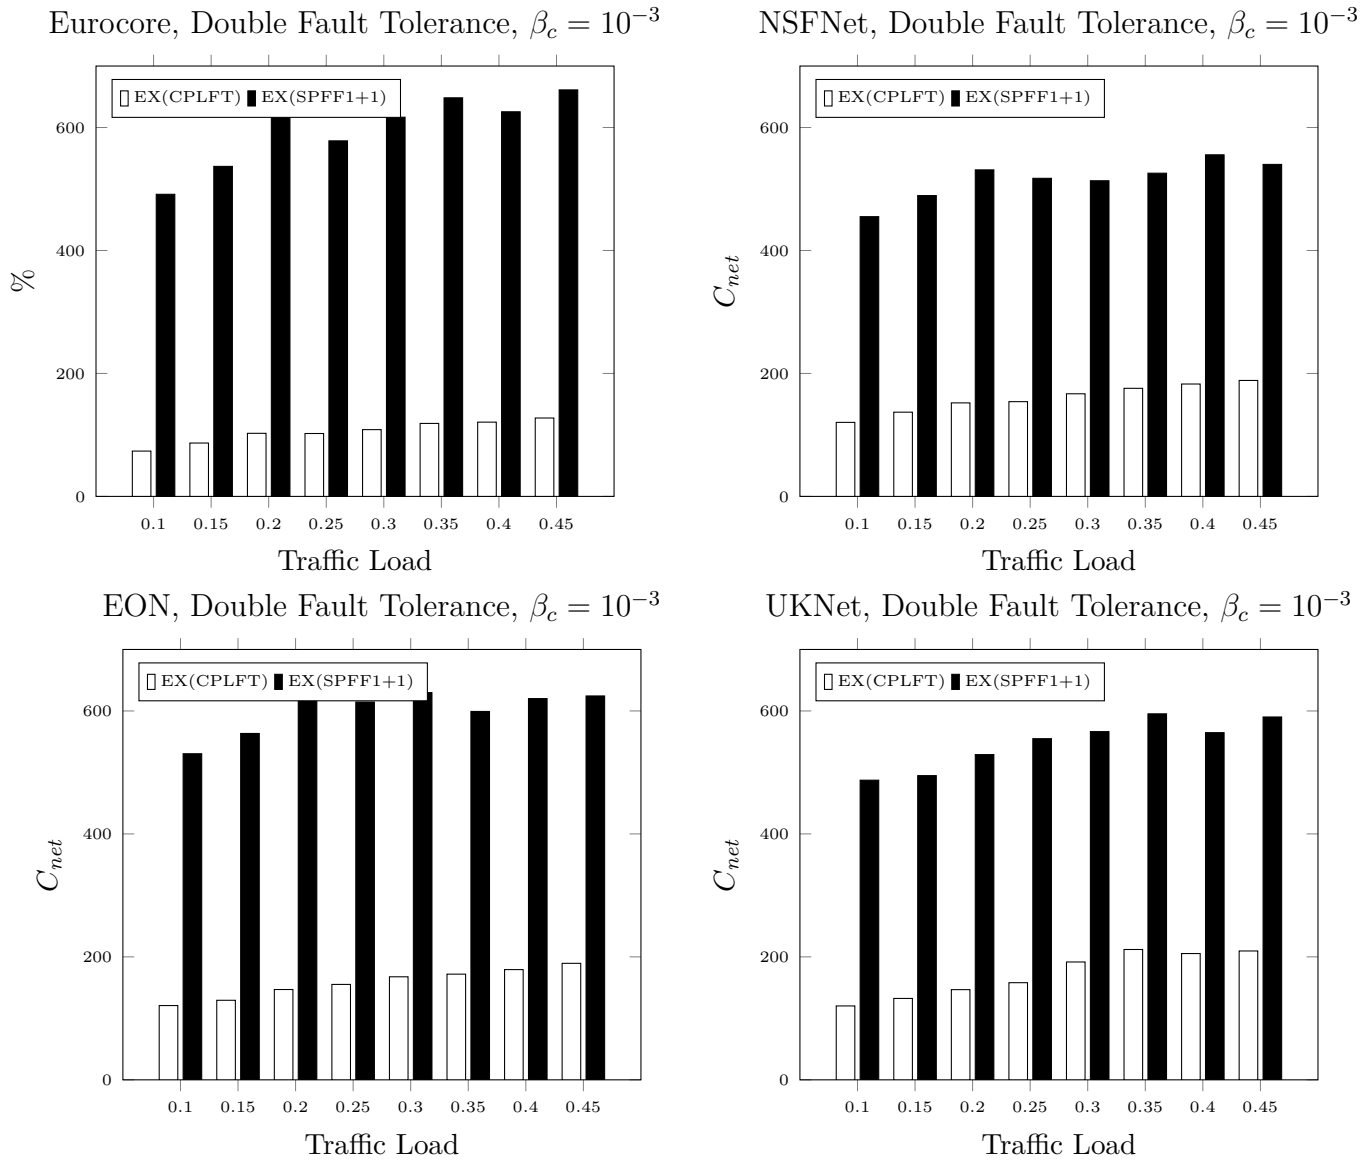 Eurocore, Double Fault Tolerance, β_c = 10^{-3}
EX(CPLFT) EX(SPFF1+1)
600
400
200
0
%
0.1 0.15 0.2 0.25 0.3 0.35 0.4 0.45
Traffic Load
NSFNet, Double Fault Tolerance, β_c = 10^{-3}
EX(CPLFT) EX(SPFF1+1)
600
400
200
0
C_{net}
0.1 0.15 0.2 0.25 0.3 0.35 0.4 0.45
Traffic Load
EON, Double Fault Tolerance, β_c = 10^{-3}
EX(CPLFT) EX(SPFF1+1)
600
400
200
0
C_{net}
0.1 0.15 0.2 0.25 0.3 0.35 0.4 0.45
Traffic Load
UKNet, Double Fault Tolerance, β_c = 10^{-3}
EX(CPLFT) EX(SPFF1+1)
600
400
200
0
C_{net}
0.1 0.15 0.2 0.25 0.3 0.35 0.4 0.45
Traffic Load